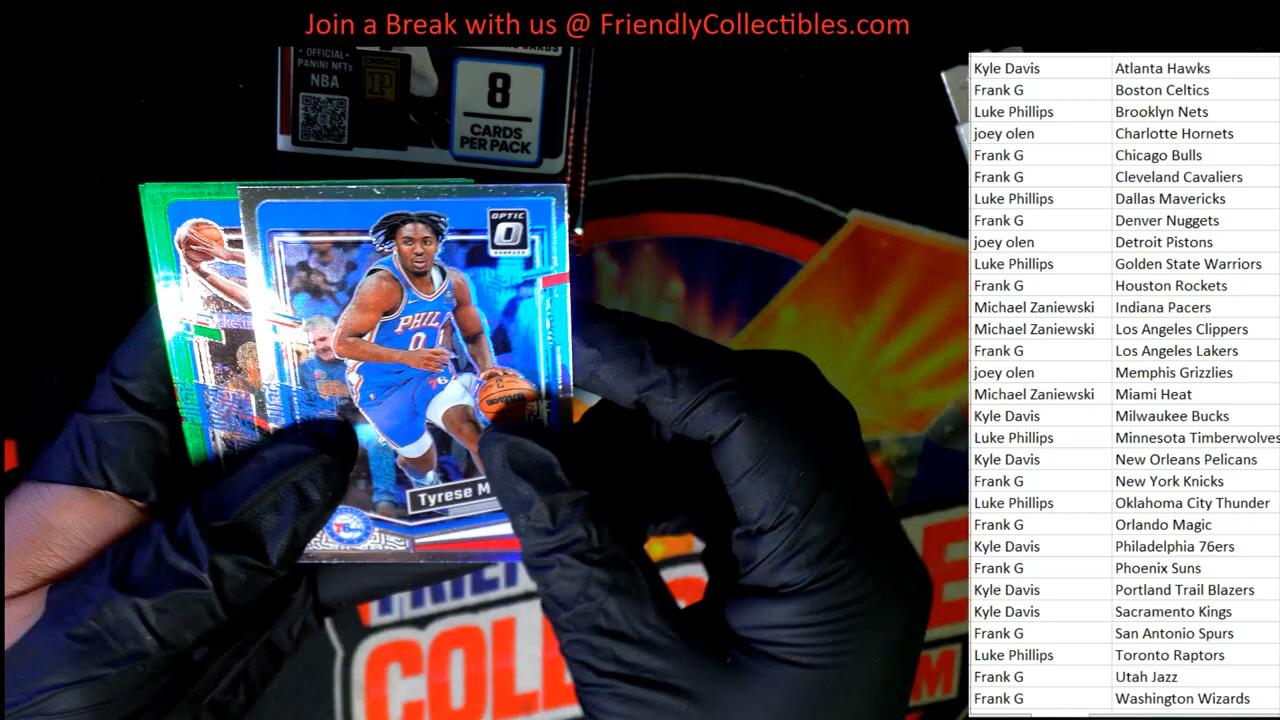 Join a Break with us @ FriendlyCollectibles.com
OFFICIAL
PANINI NFTs
NBA
8
CARDS
PER PACK
OPTIC
PHIL
0
76
Tyrese M
76
COL
Kyle Davis Atlanta Hawks
Frank G Boston Celtics
Luke Phillips Brooklyn Nets
joey olen Charlotte Hornets
Frank G Chicago Bulls
Frank G Cleveland Cavaliers
Luke Phillips Dallas Mavericks
Frank G Denver Nuggets
joey olen Detroit Pistons
Luke Phillips Golden State Warriors
Frank G Houston Rockets
Michael Zaniewski Indiana Pacers
Michael Zaniewski Los Angeles Clippers
Frank G Los Angeles Lakers
joey olen Memphis Grizzlies
Michael Zaniewski Miami Heat
Kyle Davis Milwaukee Bucks
Luke Phillips Minnesota Timberwolves
Kyle Davis New Orleans Pelicans
Frank G New York Knicks
Luke Phillips Oklahoma City Thunder
Frank G Orlando Magic
Kyle Davis Philadelphia 76ers
Frank G Phoenix Suns
Kyle Davis Portland Trail Blazers
Kyle Davis Sacramento Kings
Frank G San Antonio Spurs
Luke Phillips Toronto Raptors
Frank G Utah Jazz
Frank G Washington Wizards